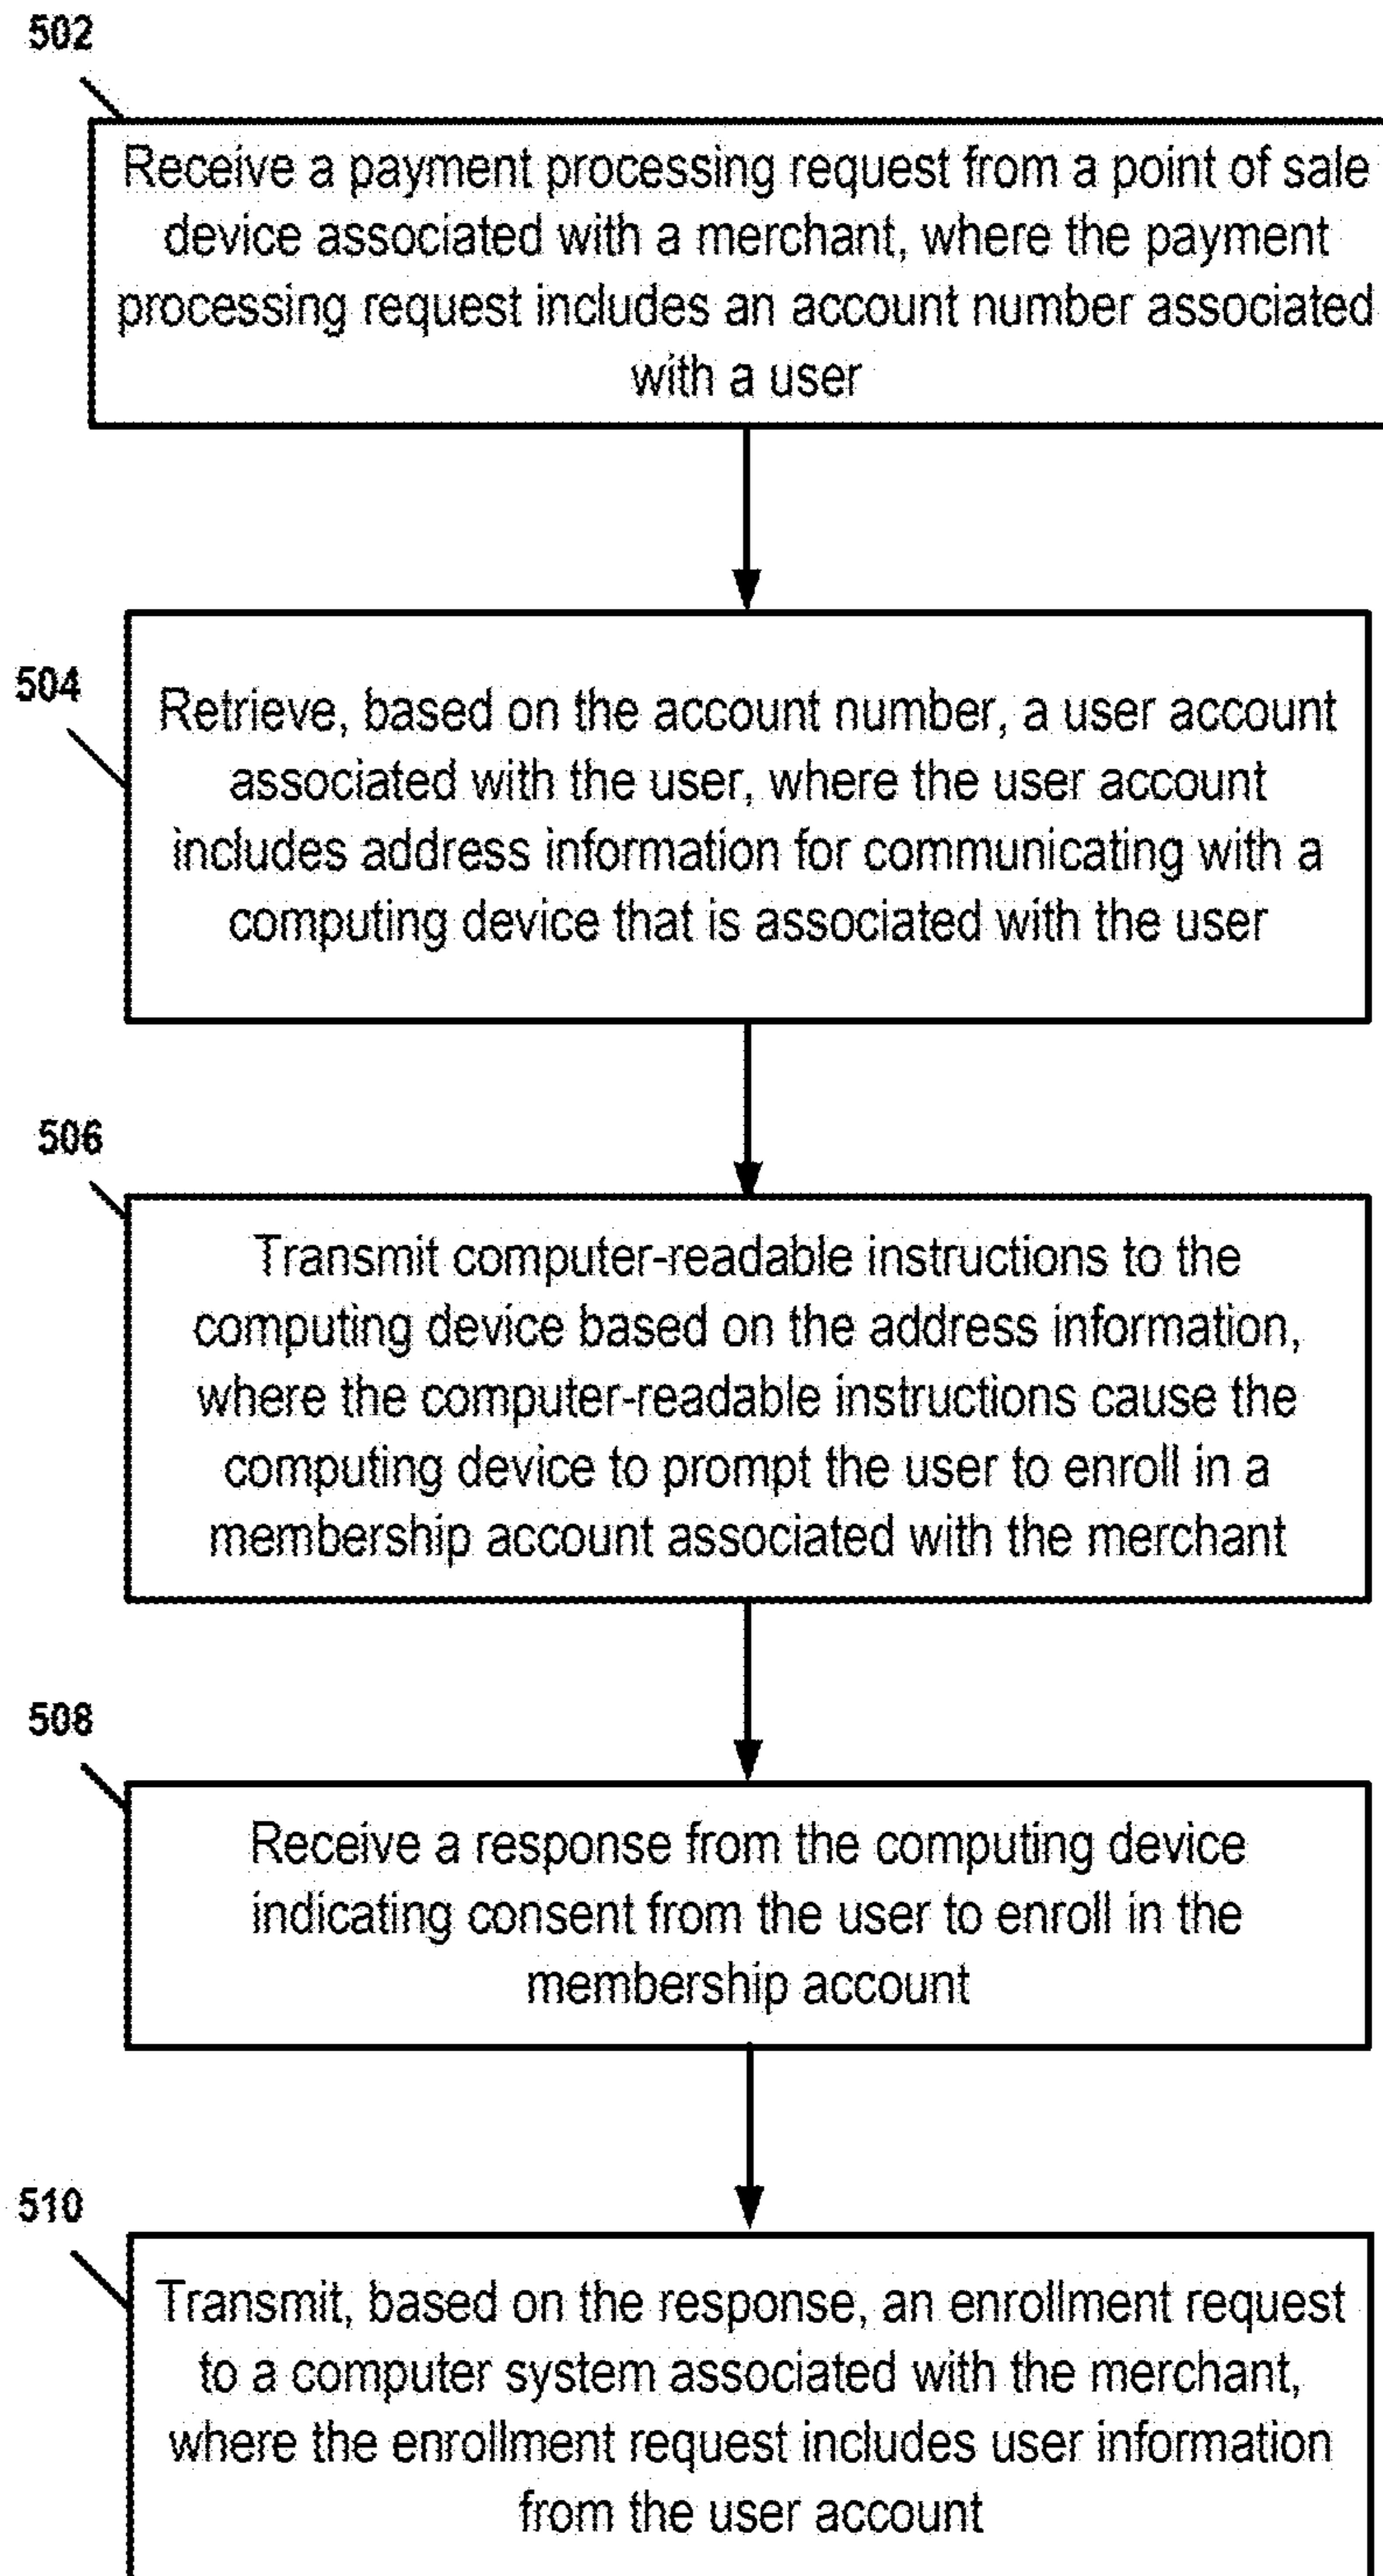 502
Receive a payment processing request from a point of sale
device associated with a merchant, where the payment
processing request includes an account number associated
with a user
504
Retrieve, based on the account number, a user account
associated with the user, where the user account
includes address information for communicating with a
computing device that is associated with the user
506
Transmit computer-readable instructions to the
computing device based on the address information,
where the computer-readable instructions cause the
computing device to prompt the user to enroll in a
membership account associated with the merchant
508
Receive a response from the computing device
indicating consent from the user to enroll in the
membership account
510
Transmit, based on the response, an enrollment request
to a computer system associated with the merchant,
where the enrollment request includes user information
from the user account